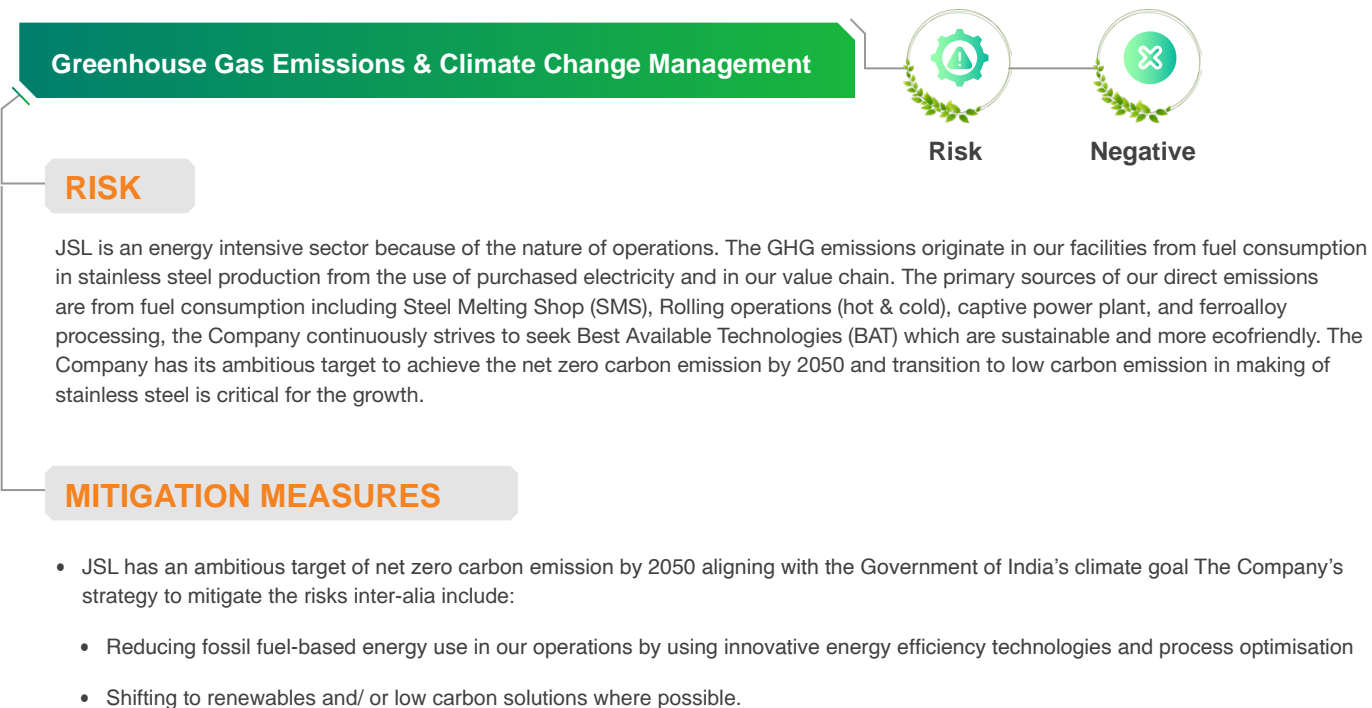 Greenhouse Gas Emissions & Climate Change Management
Risk
Negative
RISK
JSL is an energy intensive sector because of the nature of operations. The GHG emissions originate in our facilities from fuel consumption
in stainless steel production from the use of purchased electricity and in our value chain. The primary sources of our direct emissions
are from fuel consumption including Steel Melting Shop (SMS), Rolling operations (hot & cold), captive power plant, and ferroalloy
processing, the Company continuously strives to seek Best Available Technologies (BAT) which are sustainable and more ecofriendly. The
Company has its ambitious target to achieve the net zero carbon emission by 2050 and transition to low carbon emission in making of
stainless steel is critical for the growth.
MITIGATION MEASURES
• JSL has an ambitious target of net zero carbon emission by 2050 aligning with the Government of India’s climate goal The Company’s
strategy to mitigate the risks inter-alia include:
• Reducing fossil fuel-based energy use in our operations by using innovative energy efficiency technologies and process optimisation
• Shifting to renewables and/ or low carbon solutions where possible.